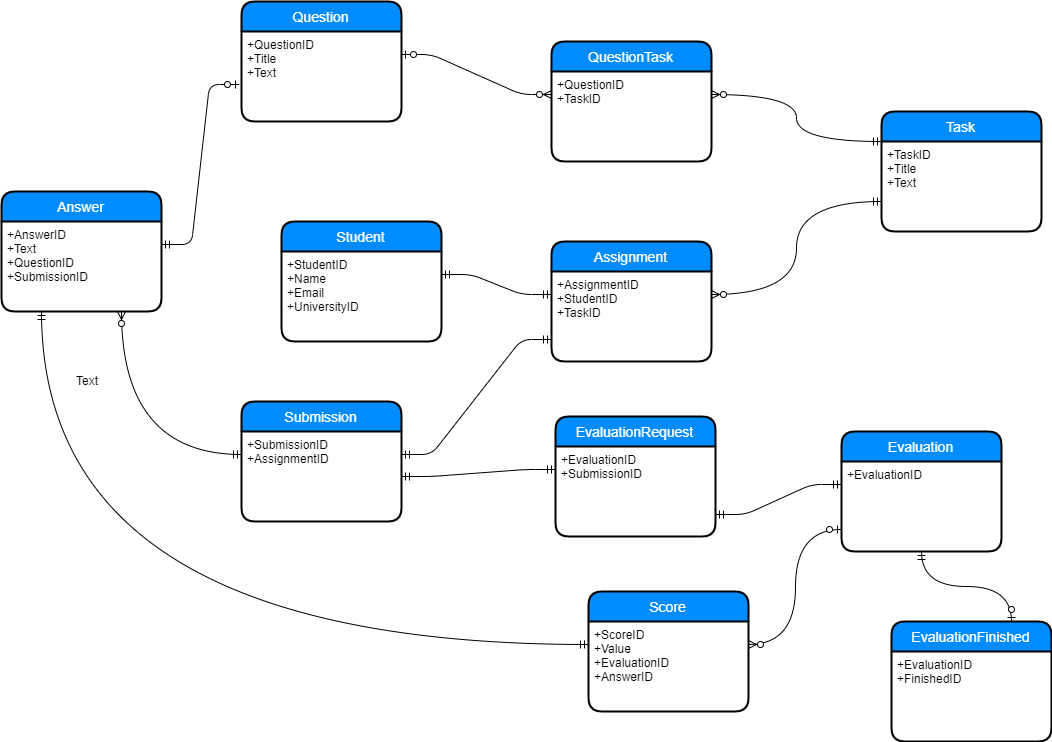 Question
+QuestionID
+Title
+Text
QuestionTask
+QuestionID
+TaskID
Task
+TaskID
+Title
+Text
Answer
+AnswerID
+Text
+QuestionID
+SubmissionID
Student
+StudentID
+Name
+Email
+UniversityID
Assignment
+AssignmentID
+StudentID
+TaskID
Text
Submission
+SubmissionID
+AssignmentID
EvaluationRequest
+EvaluationID
+SubmissionID
Evaluation
+EvaluationID
Score
+ScoreID
+Value
+EvaluationID
+AnswerID
EvaluationFinished
+EvaluationID
+FinishedID